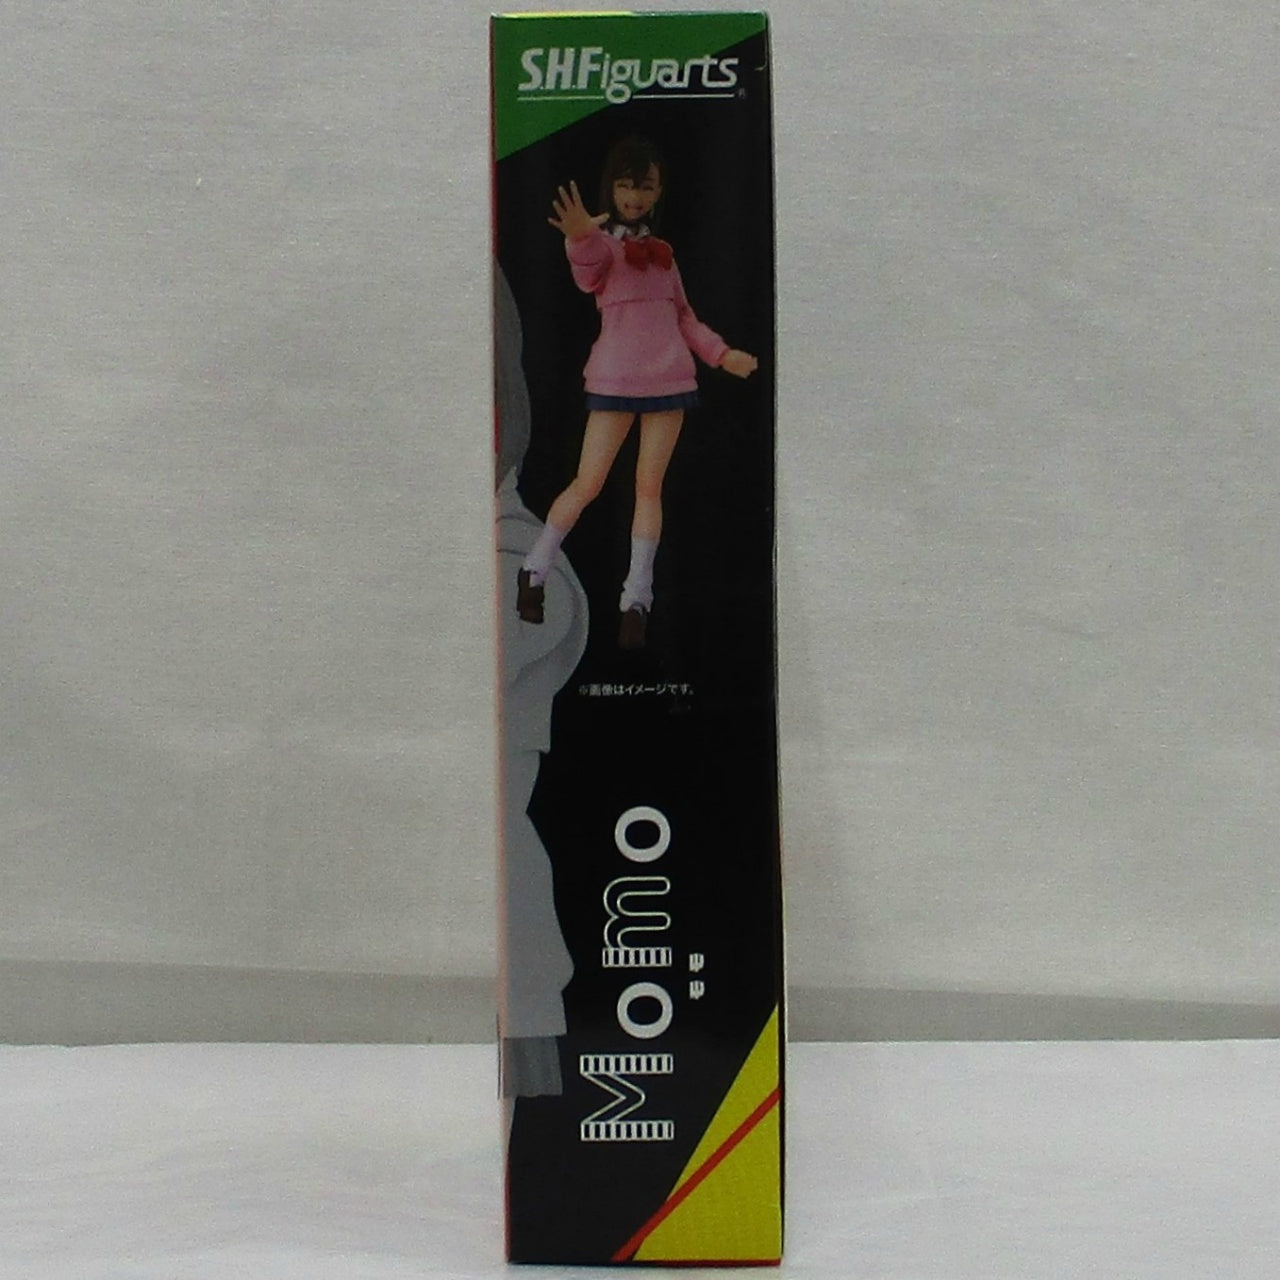 S.H.Figuarts
※画像はイメージです。
Momo
モモ